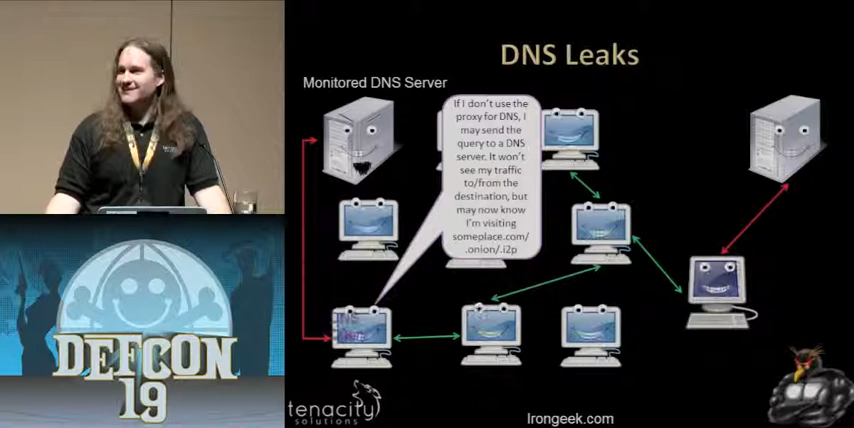 DNS Leaks
Monitored DNS Server
If I don't use the
proxy for DNS, I
may send the
query to a DNS
server. It won't
see my traffic
to/from the
destination, but
may now know
I'm visiting
someplace.com/
.onion/.i2p
DEFCON
19
tenacity
solutions
Irongeek.com